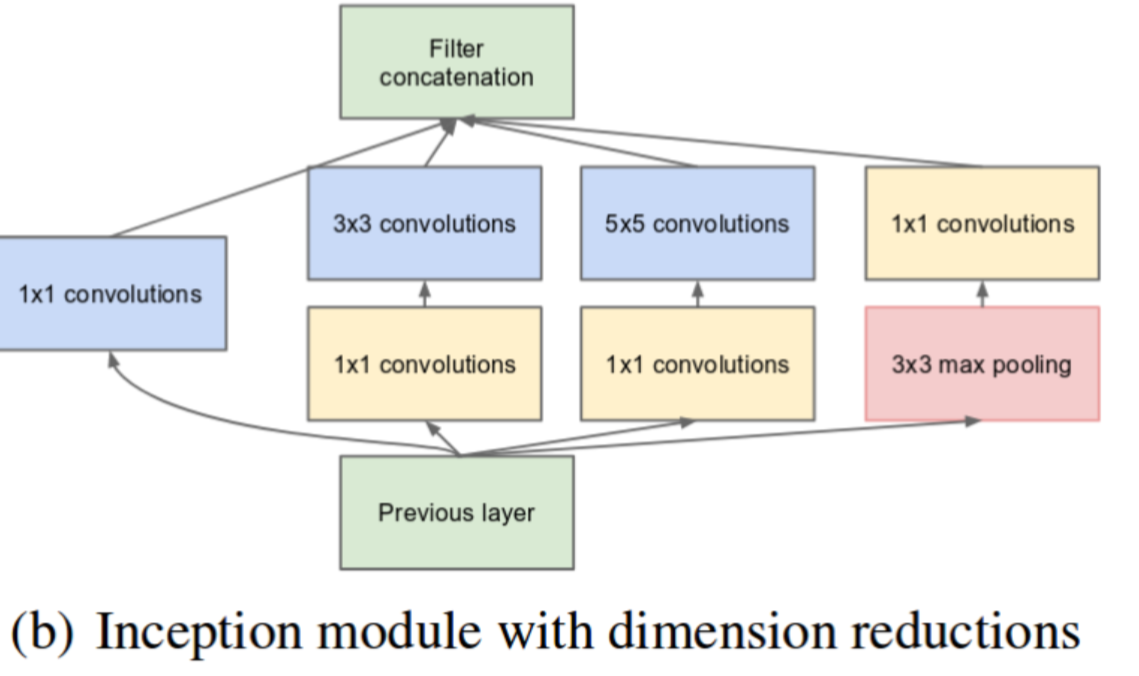 Filter
concatenation
3x3 convolutions
5x5 convolutions
1x1 convolutions
1x1 convolutions
1x1 convolutions
1x1 convolutions
3x3 max pooling
Previous layer
(b) Inception module with dimension reductions